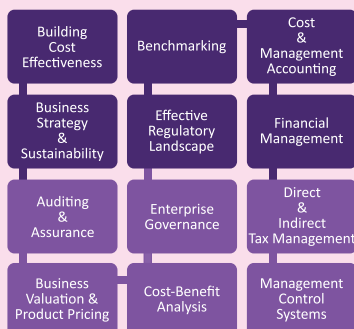 Building
Cost
Effectiveness
Benchmarking
Cost
&
Management
Accounting
Business
Strategy
&
Sustainability
Effective
Regulatory
Landscape
Financial
Management
Auditing
&
Assurance
Enterprise
Governance
Direct
&
Indirect
Tax Management
Business
Valuation &
Product Pricing
Cost-Benefit
Analysis
Management
Control
Systems